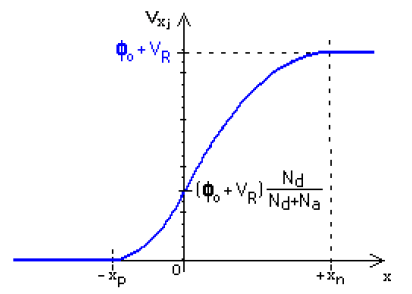 Vxj
ϕo + VR
(ϕo + VR) Nd / Nd+Na
-xp
0
+xn
x